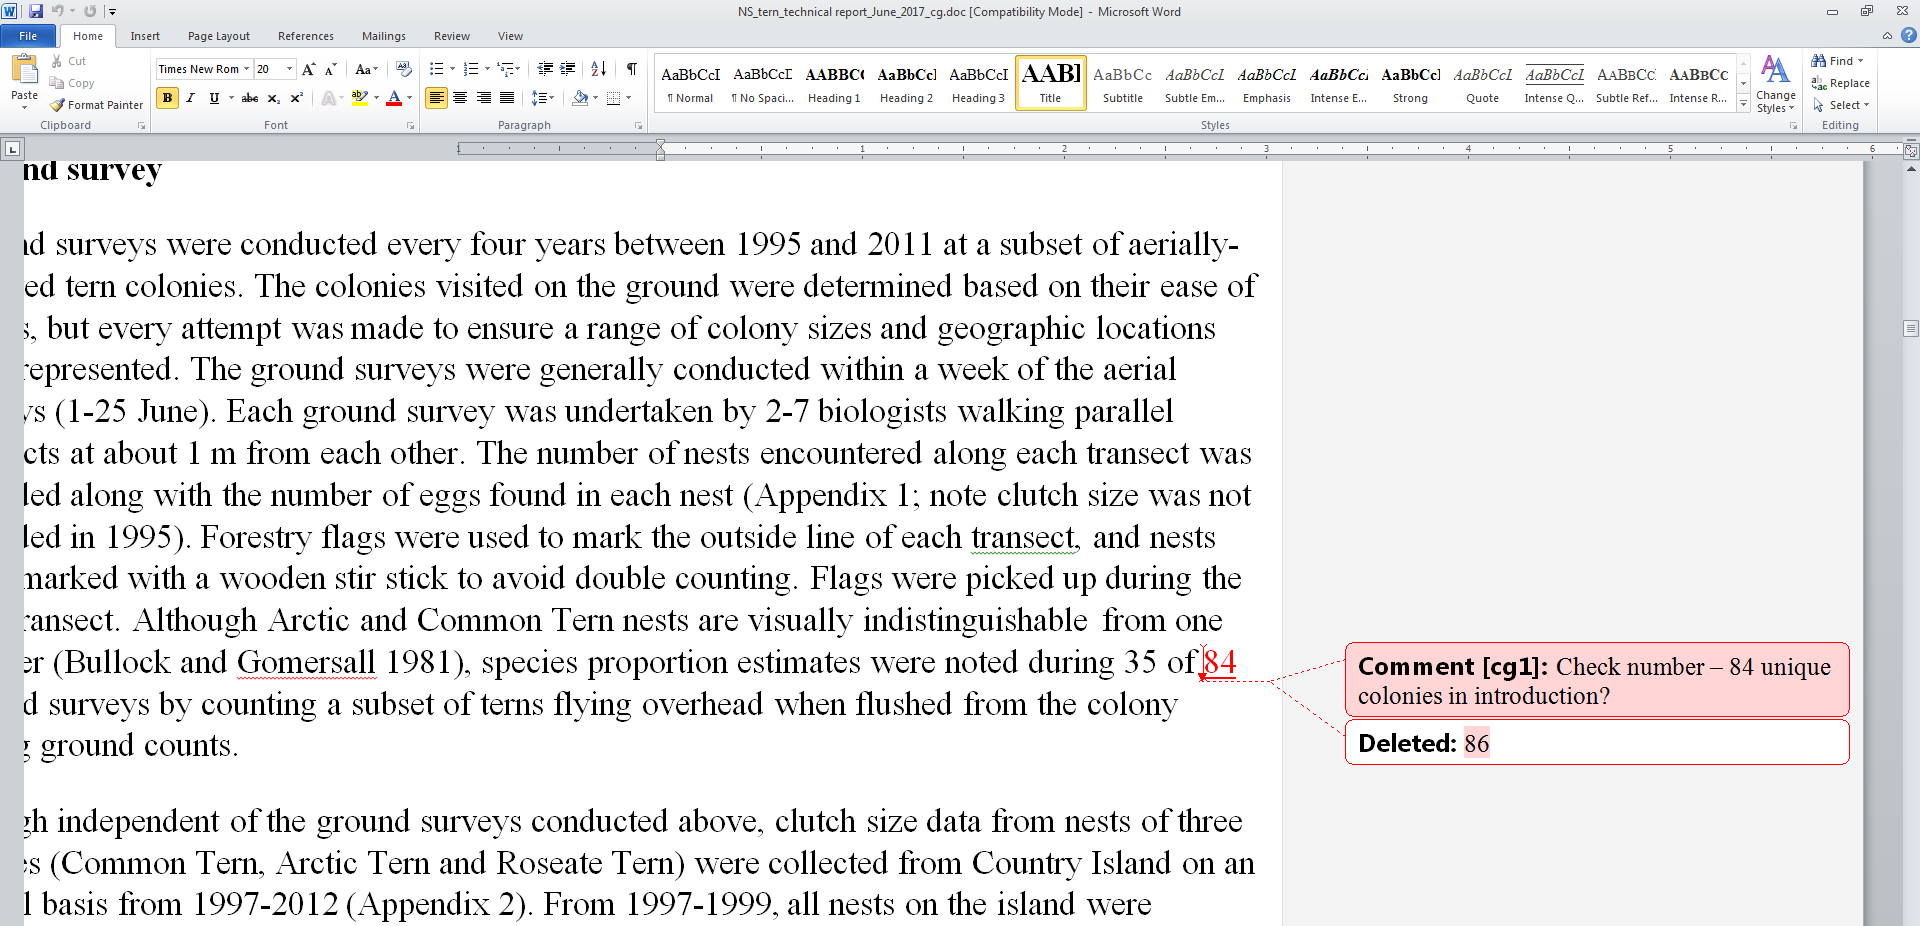 NS_tern_technical report_June_2017_cg.doc [Compatibility Mode] - Microsoft Word
File Home Insert Page Layout References Mailings Review View
Paste
Cut
Copy
Format Painter
Clipboard
Times New Rom 20
Font
Paragraph
AaBbCcI AaBbCcD AABBC AaBbCcI AaBbCcI AABI AaBbCc AaBbCcL AaBbCcL AaBbCcL AaBbCcI AaBbCcL AaBbCcL AABBCC AABBCC
¶ Normal ¶ No Spaci... Heading 1 Heading 2 Heading 3 Title Subtitle Subtle Em... Emphasis Intense E... Strong Quote Intense Q... Subtle Ref... Intense R...
Styles
Change Styles
Find
Replace
Select
Editing
1 1 2 3 4 5 6
nd survey
nd surveys were conducted every four years between 1995 and 2011 at a subset of aerially-
ed tern colonies. The colonies visited on the ground were determined based on their ease of
s, but every attempt was made to ensure a range of colony sizes and geographic locations
represented. The ground surveys were generally conducted within a week of the aerial
ys (1-25 June). Each ground survey was undertaken by 2-7 biologists walking parallel
cts at about 1 m from each other. The number of nests encountered along each transect was
led along with the number of eggs found in each nest (Appendix 1; note clutch size was not
led in 1995). Forestry flags were used to mark the outside line of each transect, and nests
marked with a wooden stir stick to avoid double counting. Flags were picked up during the
ransect. Although Arctic and Common Tern nests are visually indistinguishable from one
er (Bullock and Gomersall 1981), species proportion estimates were noted during 35 of 84
d surveys by counting a subset of terns flying overhead when flushed from the colony
g ground counts.
gh independent of the ground surveys conducted above, clutch size data from nests of three
es (Common Tern, Arctic Tern and Roseate Tern) were collected from Country Island on an
l basis from 1997-2012 (Appendix 2). From 1997-1999, all nests on the island were
Comment [cg1]: Check number – 84 unique
colonies in introduction?
Deleted: 86